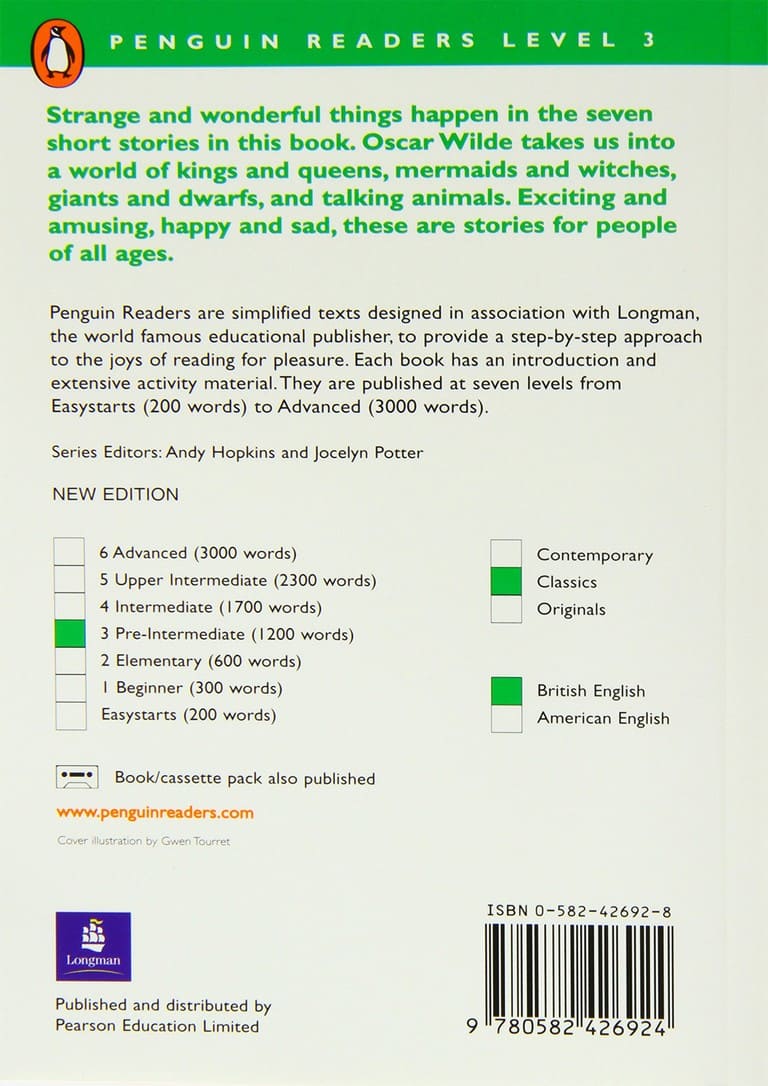 PENGUIN READERS LEVEL 3
Strange and wonderful things happen in the seven
short stories in this book. Oscar Wilde takes us into
a world of kings and queens, mermaids and witches,
giants and dwarfs, and talking animals. Exciting and
amusing, happy and sad, these are stories for people
of all ages.
Penguin Readers are simplified texts designed in association with Longman,
the world famous educational publisher, to provide a step-by-step approach
to the joys of reading for pleasure. Each book has an introduction and
extensive activity material. They are published at seven levels from
Easystarts (200 words) to Advanced (3000 words).
Series Editors: Andy Hopkins and Jocelyn Potter
NEW EDITION
6 Advanced (3000 words)
5 Upper Intermediate (2300 words)
4 Intermediate (1700 words)
3 Pre-Intermediate (1200 words)
2 Elementary (600 words)
1 Beginner (300 words)
Easystarts (200 words)
Contemporary
Classics
Originals
British English
American English
Book/cassette pack also published
www.penguinreaders.com
Cover illustration by Gwen Tourret
Longman
Published and distributed by
Pearson Education Limited
ISBN 0-582-42692-8
9 780582 426924